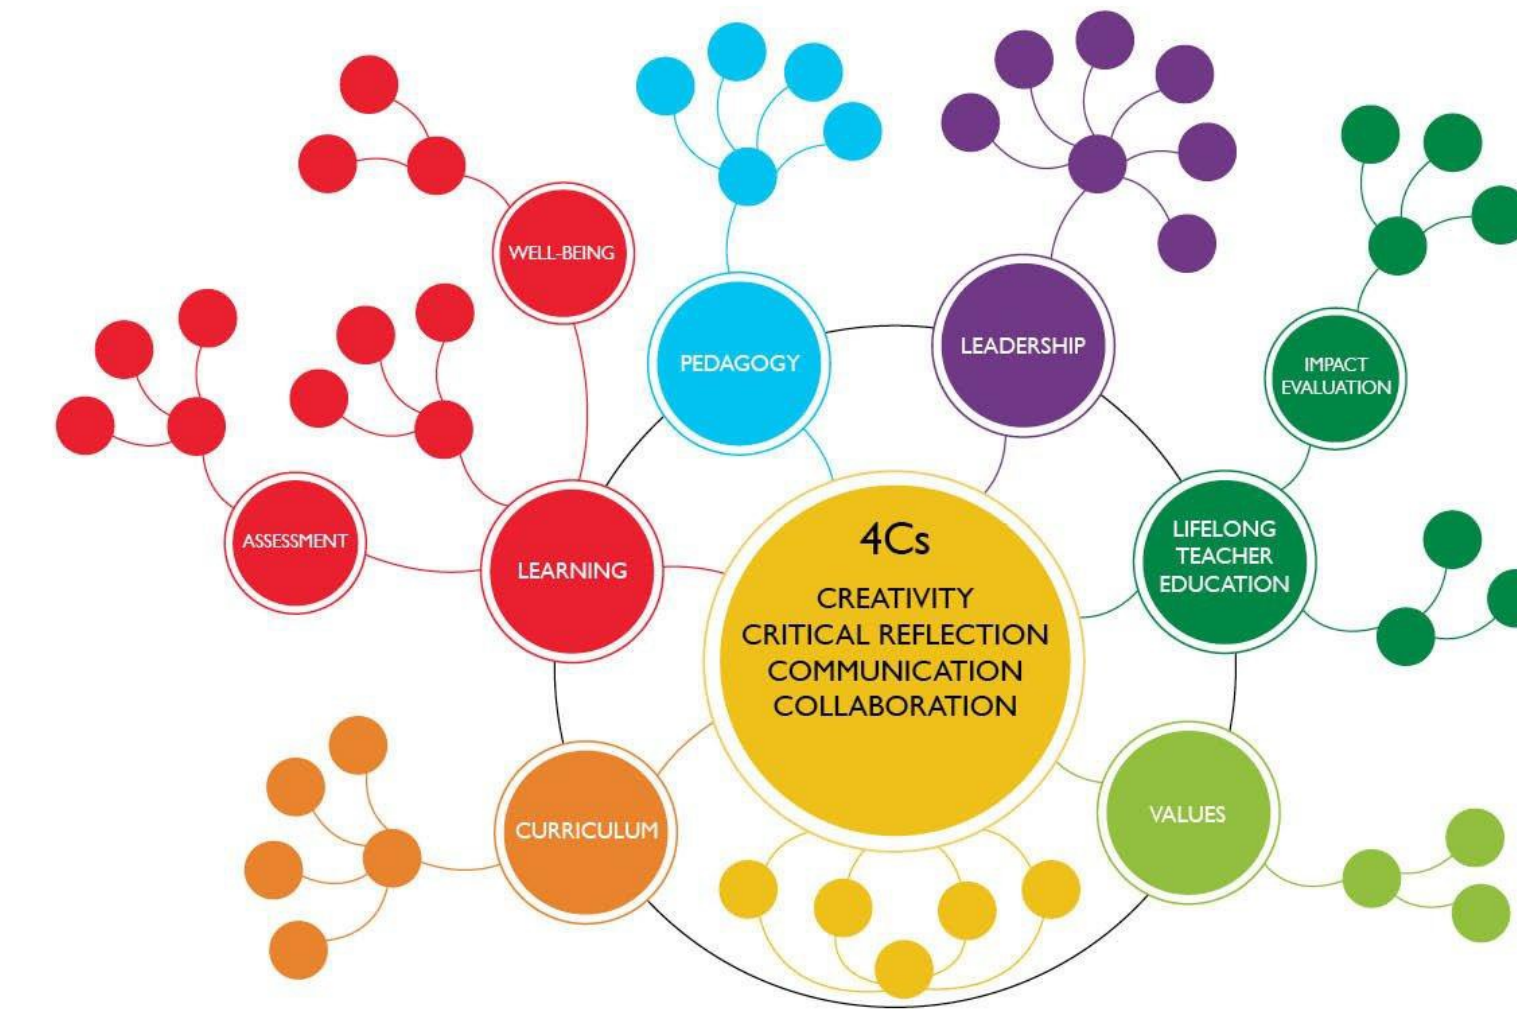 WELL-BEING
PEDAGOGY
LEADERSHIP
IMPACT
EVALUATION
ASSESSMENT
LEARNING
4Cs
CREATIVITY
CRITICAL REFLECTION
COMMUNICATION
COLLABORATION
LIFELONG
TEACHER
EDUCATION
CURRICULUM
VALUES